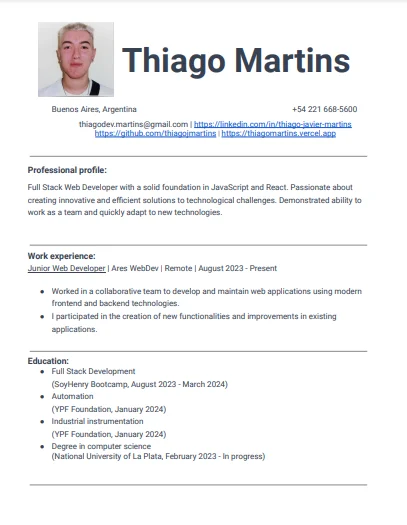 Thiago Martins
Buenos Aires, Argentina +54 221 668-5600
thiagodev.martins@gmail.com | https://linkedin.com/in/thiago-javier-martins
https://github.com/thiagojmartins | https://thiagomartins.vercel.app
Professional profile:
Full Stack Web Developer with a solid foundation in JavaScript and React. Passionate about
creating innovative and efficient solutions to technological challenges. Demonstrated ability to
work as a team and quickly adapt to new technologies.
Work experience:
Junior Web Developer | Ares WebDev | Remote | August 2023 - Present
● Worked in a collaborative team to develop and maintain web applications using modern
frontend and backend technologies.
● I participated in the creation of new functionalities and improvements in existing
applications.
Education:
● Full Stack Development
(SoyHenry Bootcamp, August 2023 - March 2024)
● Automation
(YPF Foundation, January 2024)
● Industrial instrumentation
(YPF Foundation, January 2024)
● Degree in computer science
(National University of La Plata, February 2023 - In progress)